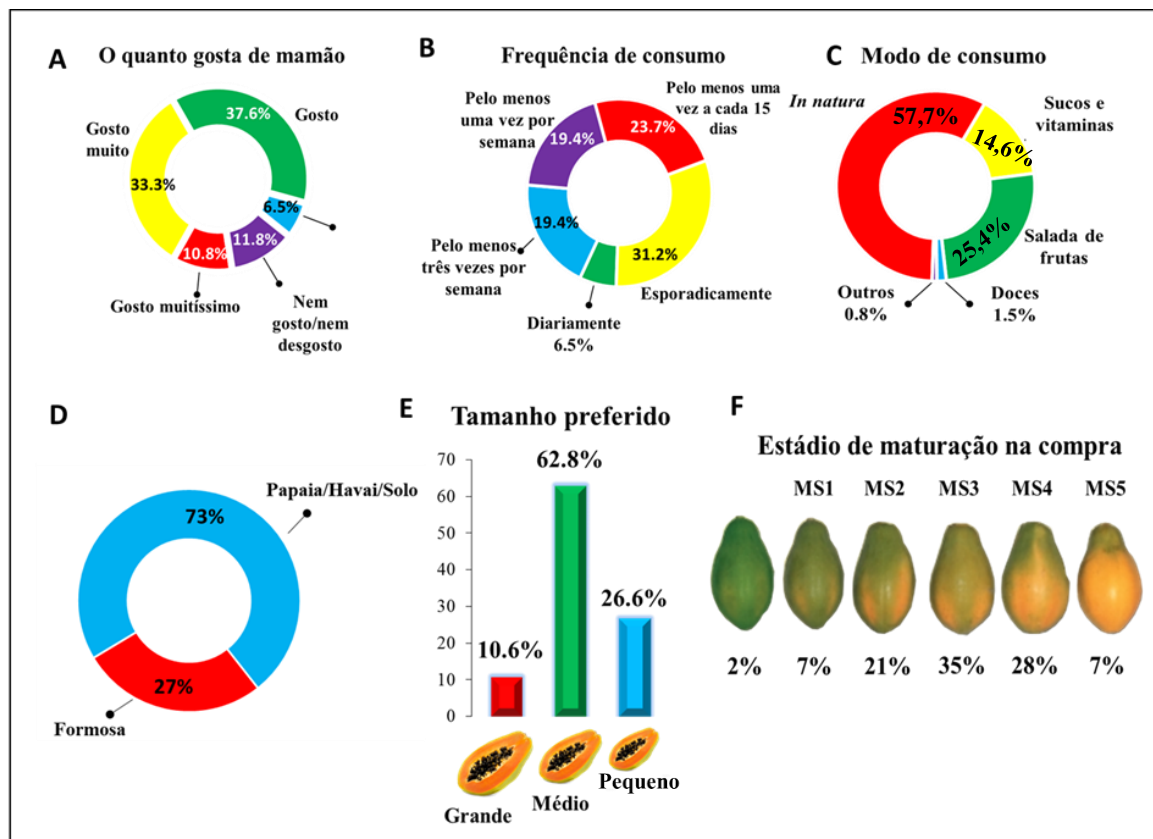 A
O quanto gosta de mamão
37.6%
Gosto
Gosto
muito
33.3%
6.5%
11.8%
10.8%
Gosto muitíssimo
Nem
gosto/nem
desgosto
B
Frequência de consumo
Pelo menos
uma vez por
semana
19.4%
Pelo menos uma
vez a cada 15
dias
23.7%
19.4%
Pelo menos
três vezes por
semana
31.2%
Esporadicamente
Diariamente
6.5%
C
Modo de consumo
In natura
57,7%
Sucos e
vitaminas
14,6%
25,4%
Salada de
frutas
Outros
0.8%
Doces
1.5%
D
73%
Papaia/Havai/Solo
27%
Formosa
E
Tamanho preferido
70
60
50
40
30
20
10
0
10.6%
62.8%
26.6%
Grande
Médio
Pequeno
F
Estádio de maturação na compra
MS1 MS2 MS3 MS4 MS5
2% 7% 21% 35% 28% 7%